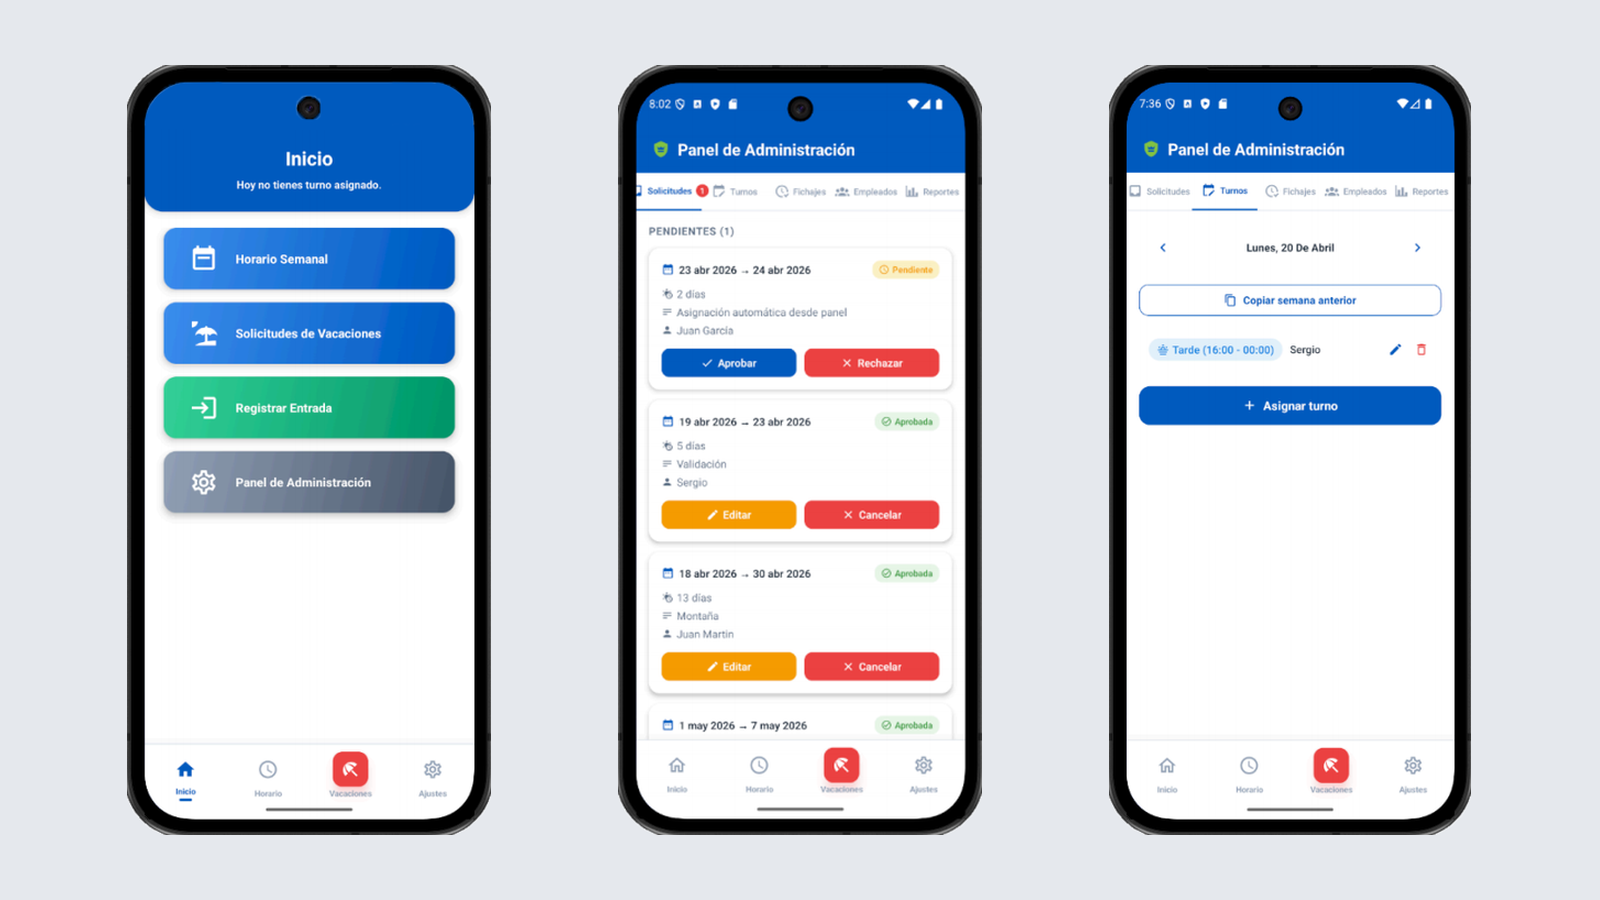 Inicio
Hoy no tienes turno asignado.
Horario Semanal
Solicitudes de Vacaciones
Registrar Entrada
Panel de Administración
Inicio
Horario
Vacaciones
Ajustes
8:02
Panel de Administración
Solicitudes 1 Turnos Fichajes Empleados Reportes
PENDIENTES (1)
23 abr 2026 → 24 abr 2026 Pendiente
2 días
Asignación automática desde panel
Juan García
Aprobar Rechazar
19 abr 2026 → 23 abr 2026 Aprobada
5 días
Validación
Sergio
Editar Cancelar
18 abr 2026 → 30 abr 2026 Aprobada
13 días
Montaña
Juan Martin
Editar Cancelar
1 may 2026 → 7 may 2026 Aprobada
Inicio
Horario
Vacaciones
Ajustes
7:36
Panel de Administración
Solicitudes Turnos Fichajes Empleados Reportes
Lunes, 20 De Abril
Copiar semana anterior
Tarde (16:00 - 00:00) Sergio
+ Asignar turno
Inicio
Horario
Vacaciones
Ajustes